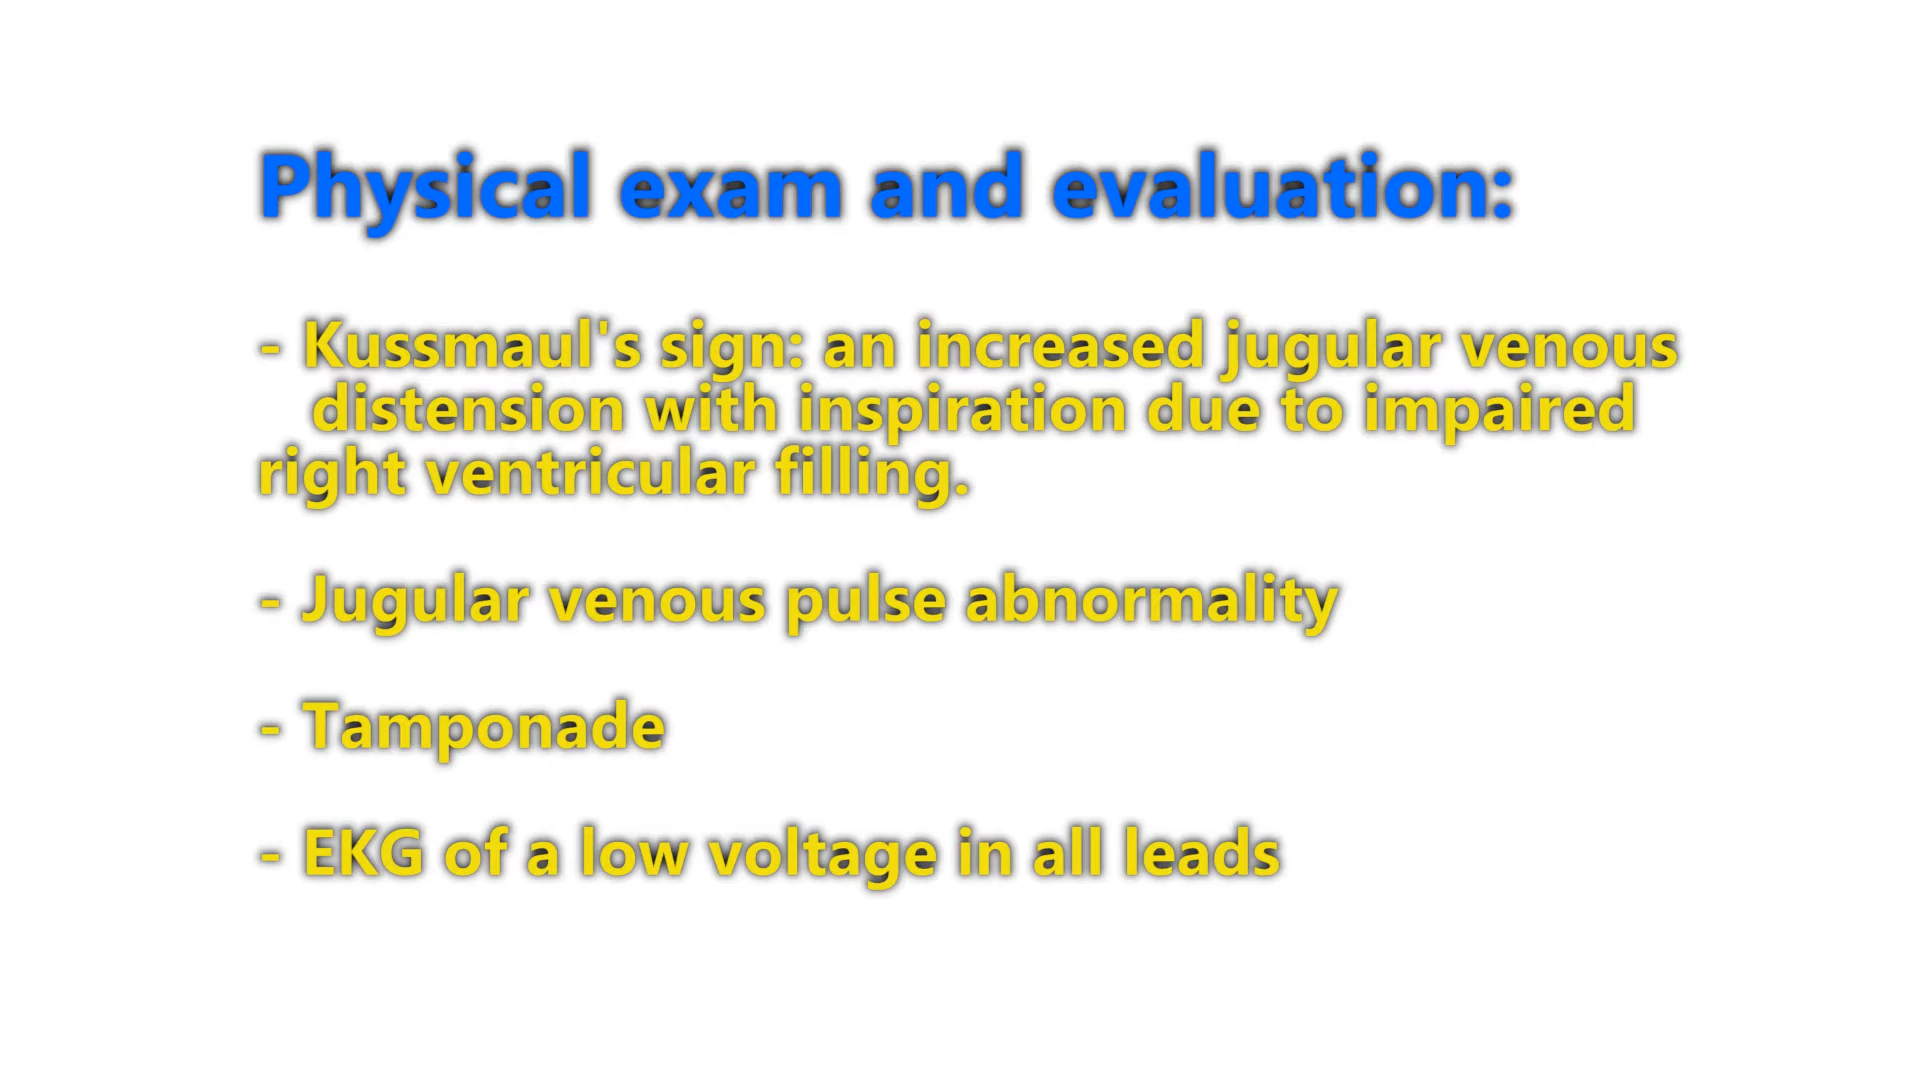 Physical exam and evaluation:
- Kussmaul's sign: an increased jugular venous
distension with inspiration due to impaired
right ventricular filling.
- Jugular venous pulse abnormality
- Tamponade
- EKG of a low voltage in all leads